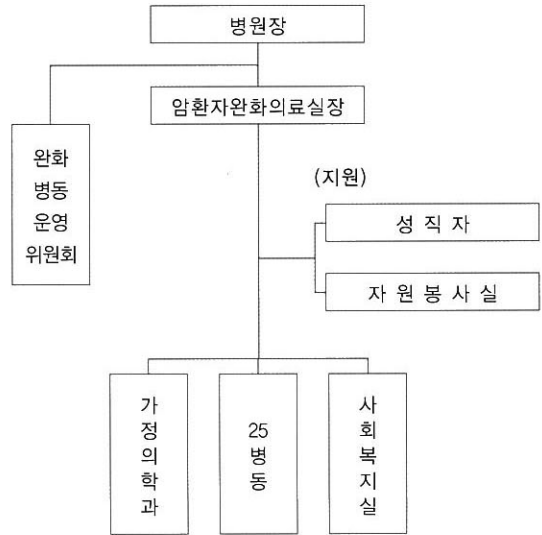 병원장
암환자완화의료실장
완화
병동
운영
위원회
(지원)
성 직 자
자 원 봉 사 실
가정의학과
25병동
사회복지실